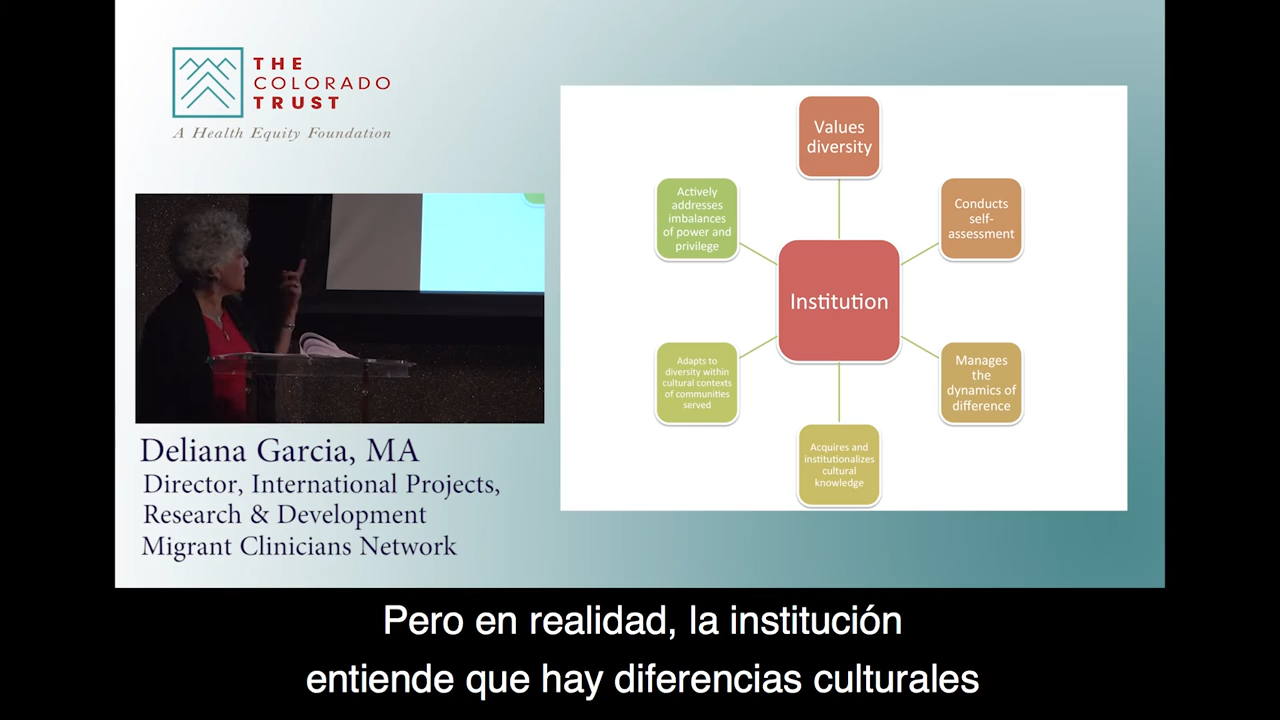 THE
COLORADO
TRUST
A Health Equity Foundation
Deliana Garcia, MA
Director, International Projects,
Research & Development
Migrant Clinicians Network
Values
diversity
Conducts
self-
assessment
Manages
the
dynamics of
difference
Acquires and
institutionalizes
cultural
knowledge
Adapts to
diversity within
cultural contexts
of communities
served
Actively
addresses
imbalances
of power and
privilege
Institution
Pero en realidad, la institución
entiende que hay diferencias culturales